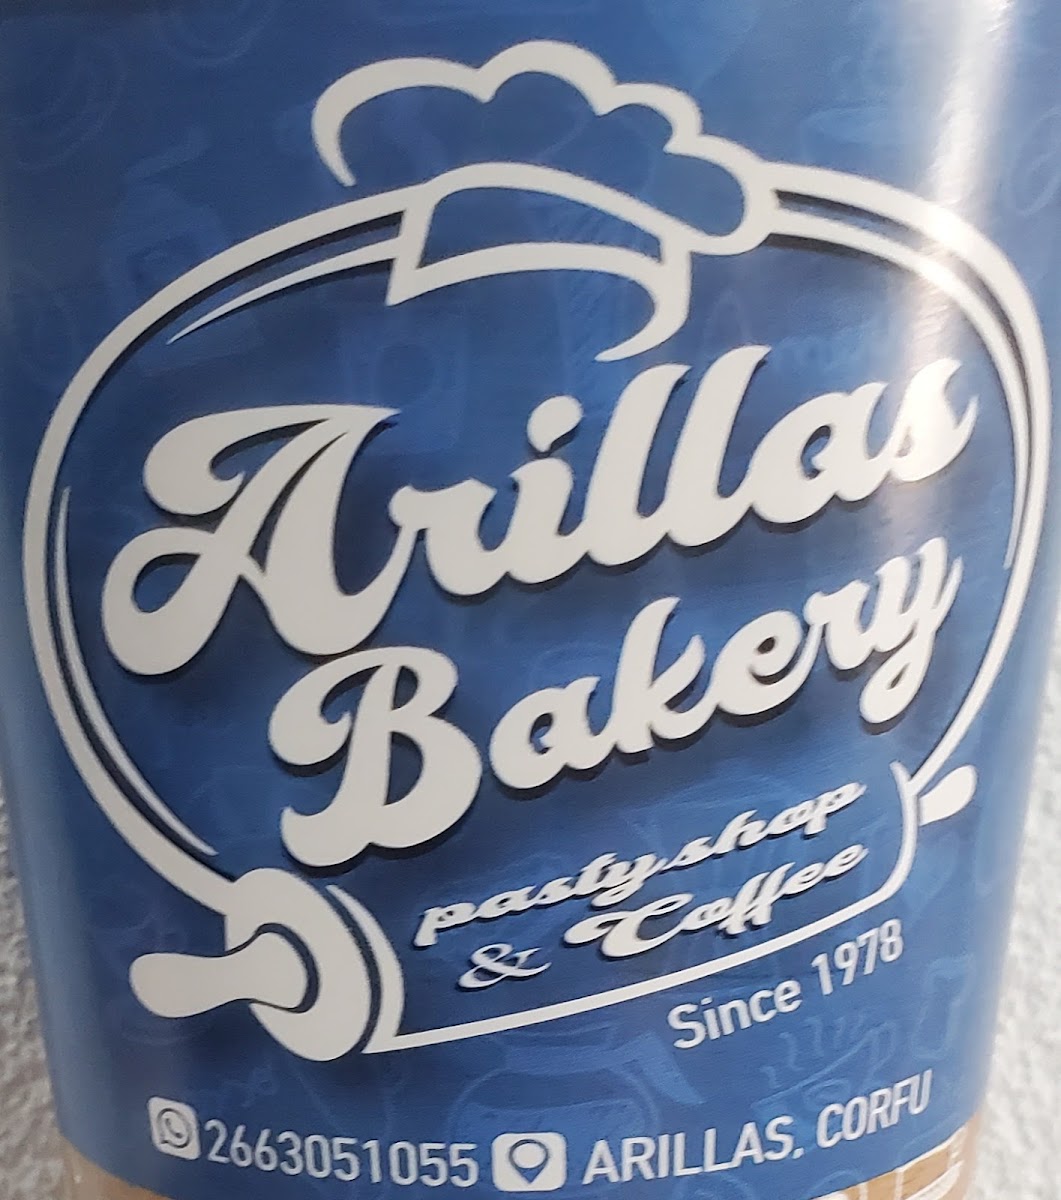 Arillas
Bakery
pastyshop
& Coffee
Since 1978
2663051055 ARILLAS, CORFU